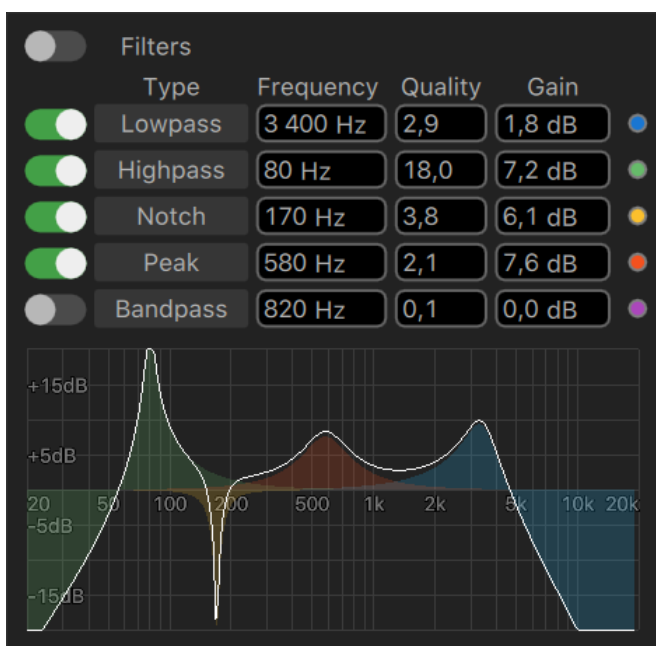 Filters
Type Frequency Quality Gain
Lowpass 3 400 Hz 2,9 1,8 dB
Highpass 80 Hz 18,0 7,2 dB
Notch 170 Hz 3,8 6,1 dB
Peak 580 Hz 2,1 7,6 dB
Bandpass 820 Hz 0,1 0,0 dB
+15dB
+5dB
20 50 100 200 500 1k 2k 5k 10k 20k
-5dB
-15dB